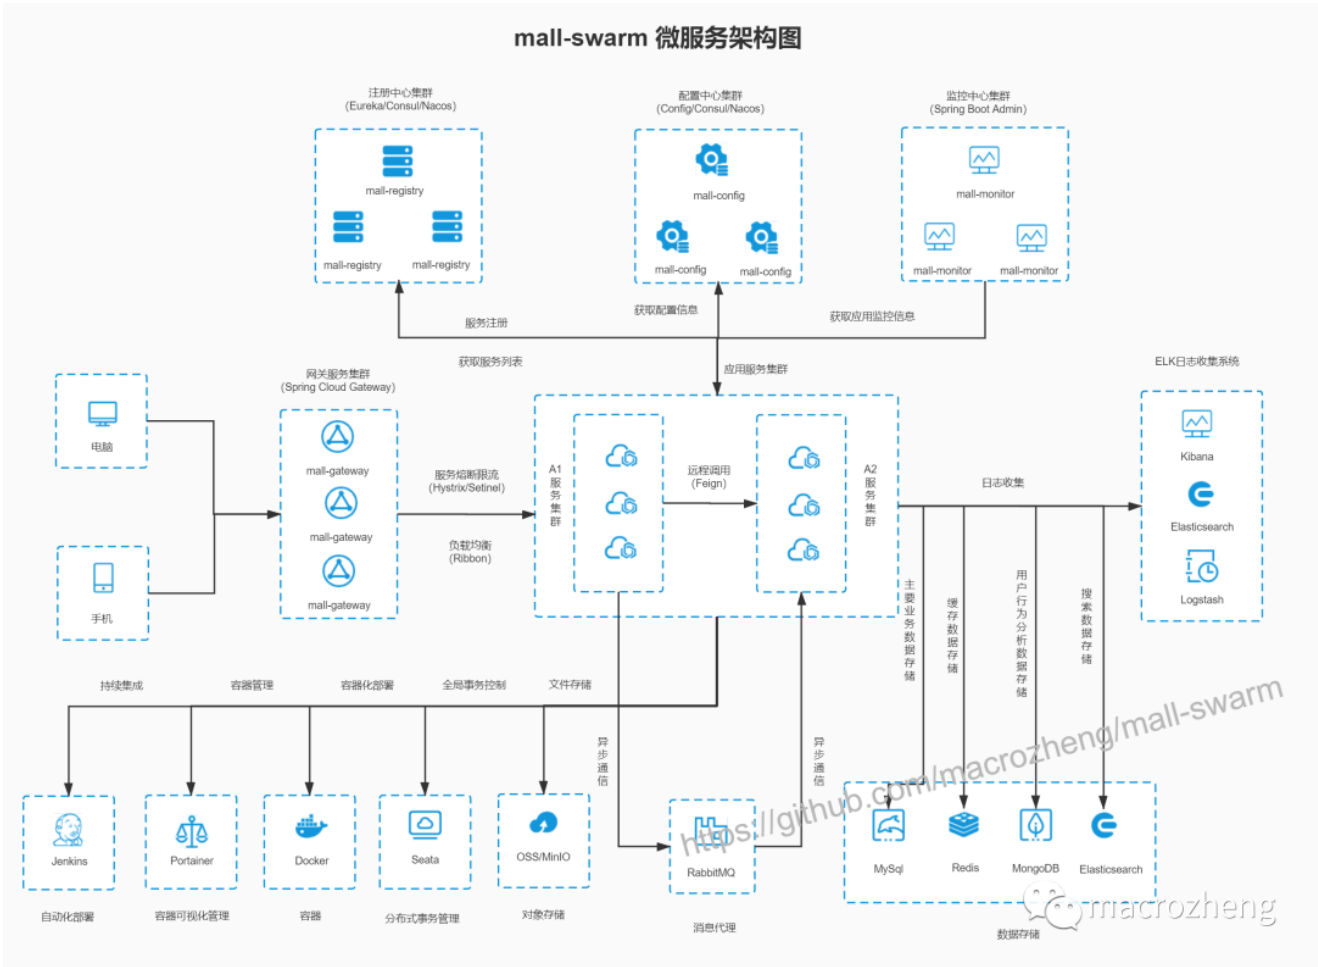 mall-swarm 微服务架构图
注册中心集群
(Eureka/Consul/Nacos)
配置中心集群
(Config/Consul/Nacos)
监控中心集群
(Spring Boot Admin)
mall-registry
mall-registry
mall-registry
mall-config
mall-config
mall-config
mall-monitor
mall-monitor
mall-monitor
服务注册
获取配置信息
获取应用监控信息
获取服务列表
应用服务集群
ELK日志收集系统
电脑
手机
网关服务集群
(Spring Cloud Gateway)
mall-gateway
mall-gateway
mall-gateway
服务熔断限流
(Hystrix/Setinel)
负载均衡
(Ribbon)
A1服务集群
远程调用
(Feign)
A2服务集群
日志收集
Kibana
Elasticsearch
Logstash
主要业务数据存储
缓存数据存储
用户行为分析数据存储
搜索数据存储
持续集成
容器管理
容器化部署
全局事务控制
文件存储
异步通信
异步通信
Jenkins
Portainer
Docker
Seata
OSS/MinIO
RabbitMQ
MySql
Redis
MongoDB
Elasticsearch
自动化部署
容器可视化管理
容器
分布式事务管理
对象存储
消息代理
数据存储
https://github.com/macrozheng/mall-swarm
macrozheng